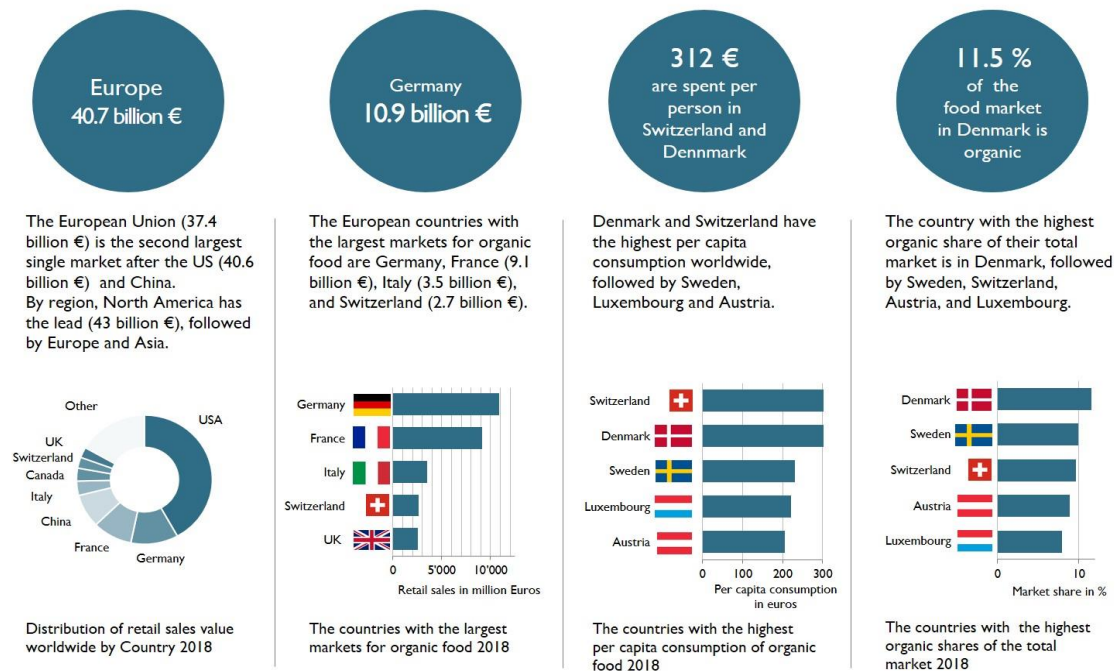 Europe
40.7 billion €
Germany
10.9 billion €
312 €
are spent per
person in
Switzerland and
Dennmark
11.5 %
of the
food market
in Denmark is
organic
The European Union (37.4
billion €) is the second largest
single market after the US (40.6
billion €) and China.
By region, North America has
the lead (43 billion €), followed
by Europe and Asia.
The European countries with
the largest markets for organic
food are Germany, France (9.1
billion €), Italy (3.5 billion €),
and Switzerland (2.7 billion €).
Denmark and Switzerland have
the highest per capita
consumption worldwide,
followed by Sweden,
Luxembourg and Austria.
The country with the highest
organic share of their total
market is in Denmark, followed
by Sweden, Switzerland,
Austria, and Luxembourg.
Other
USA
UK
Switzerland
Canada
Italy
China
France
Germany
Germany
France
Italy
Switzerland
UK
0 5'000 10'000
Retail sales in million Euros
Switzerland
Denmark
Sweden
Luxembourg
Austria
0 100 200 300
Per capita consumption
in euros
Denmark
Sweden
Switzerland
Austria
Luxembourg
0 10
Market share in %
Distribution of retail sales value
worldwide by Country 2018
The countries with the largest
markets for organic food 2018
The countries with the highest
per capita consumption of organic
food 2018
The countries with the highest
organic shares of the total
market 2018